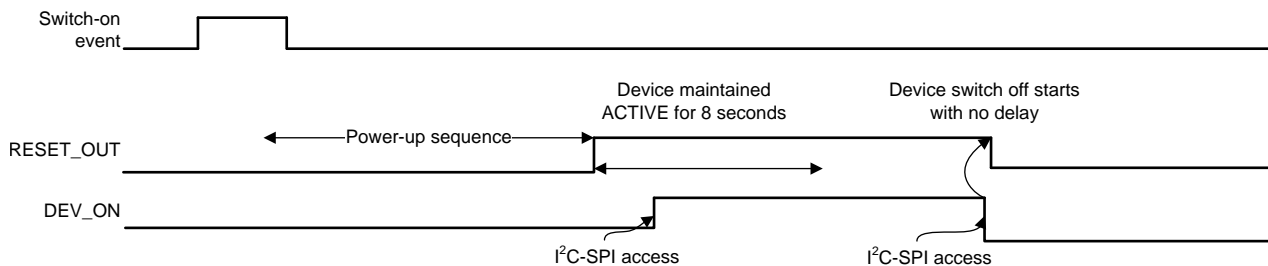 Switch-on
event
Device maintained
ACTIVE for 8 seconds
Device switch off starts
with no delay
Power-up sequence
RESET_OUT
DEV_ON
I²C-SPI access
I²C-SPI access